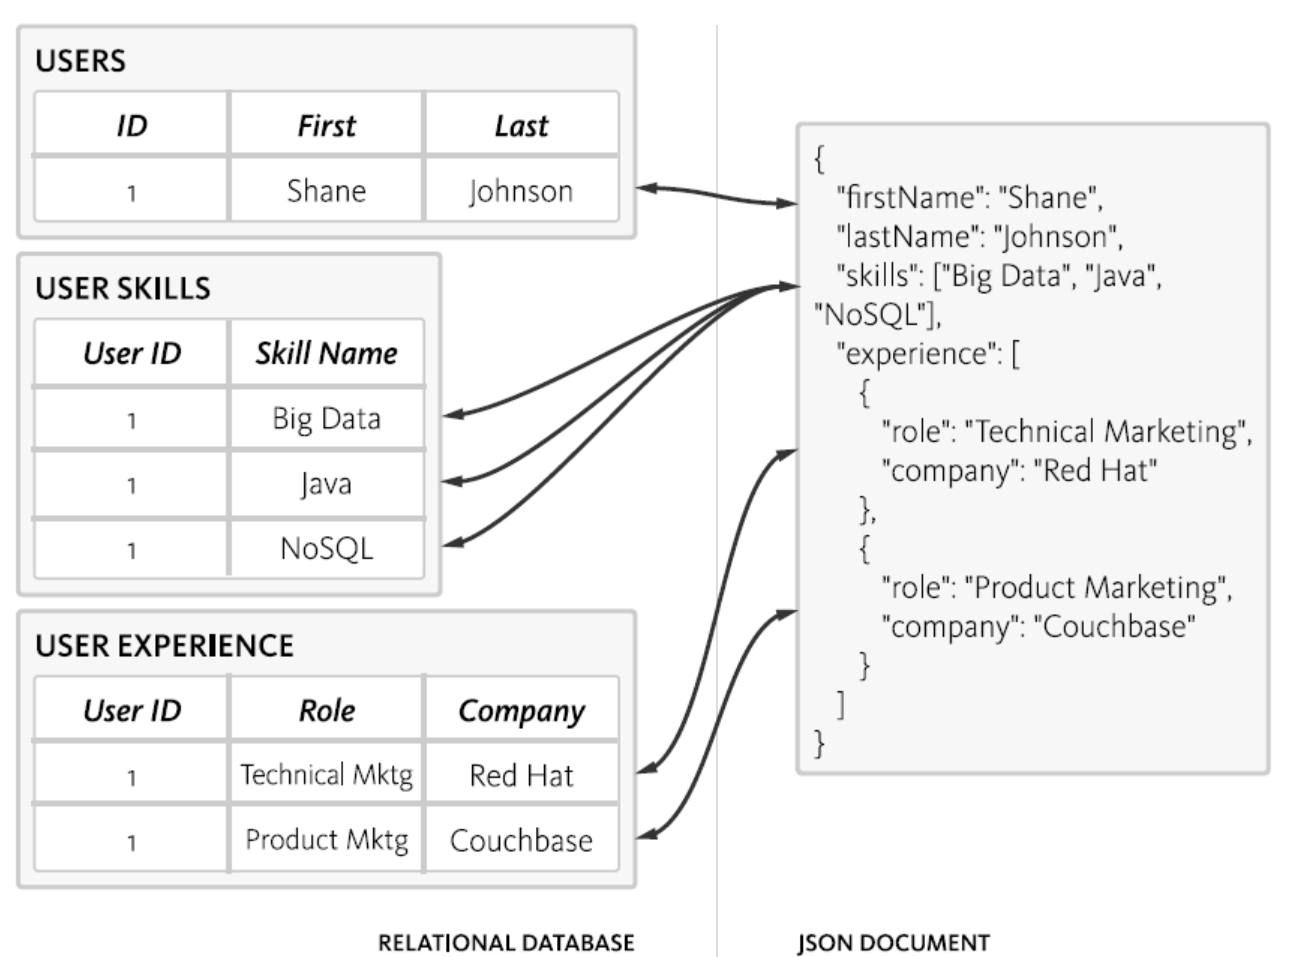 USERS
ID First Last
1 Shane Johnson
USER SKILLS
User ID Skill Name
1 Big Data
1 Java
1 NoSQL
USER EXPERIENCE
User ID Role Company
1 Technical Mktg Red Hat
1 Product Mktg Couchbase
RELATIONAL DATABASE
{
"firstName": "Shane",
"lastName": "Johnson",
"skills": ["Big Data", "Java",
"NoSQL"],
"experience": [
{
"role": "Technical Marketing",
"company": "Red Hat"
},
{
"role": "Product Marketing",
"company": "Couchbase"
}
]
}
JSON DOCUMENT